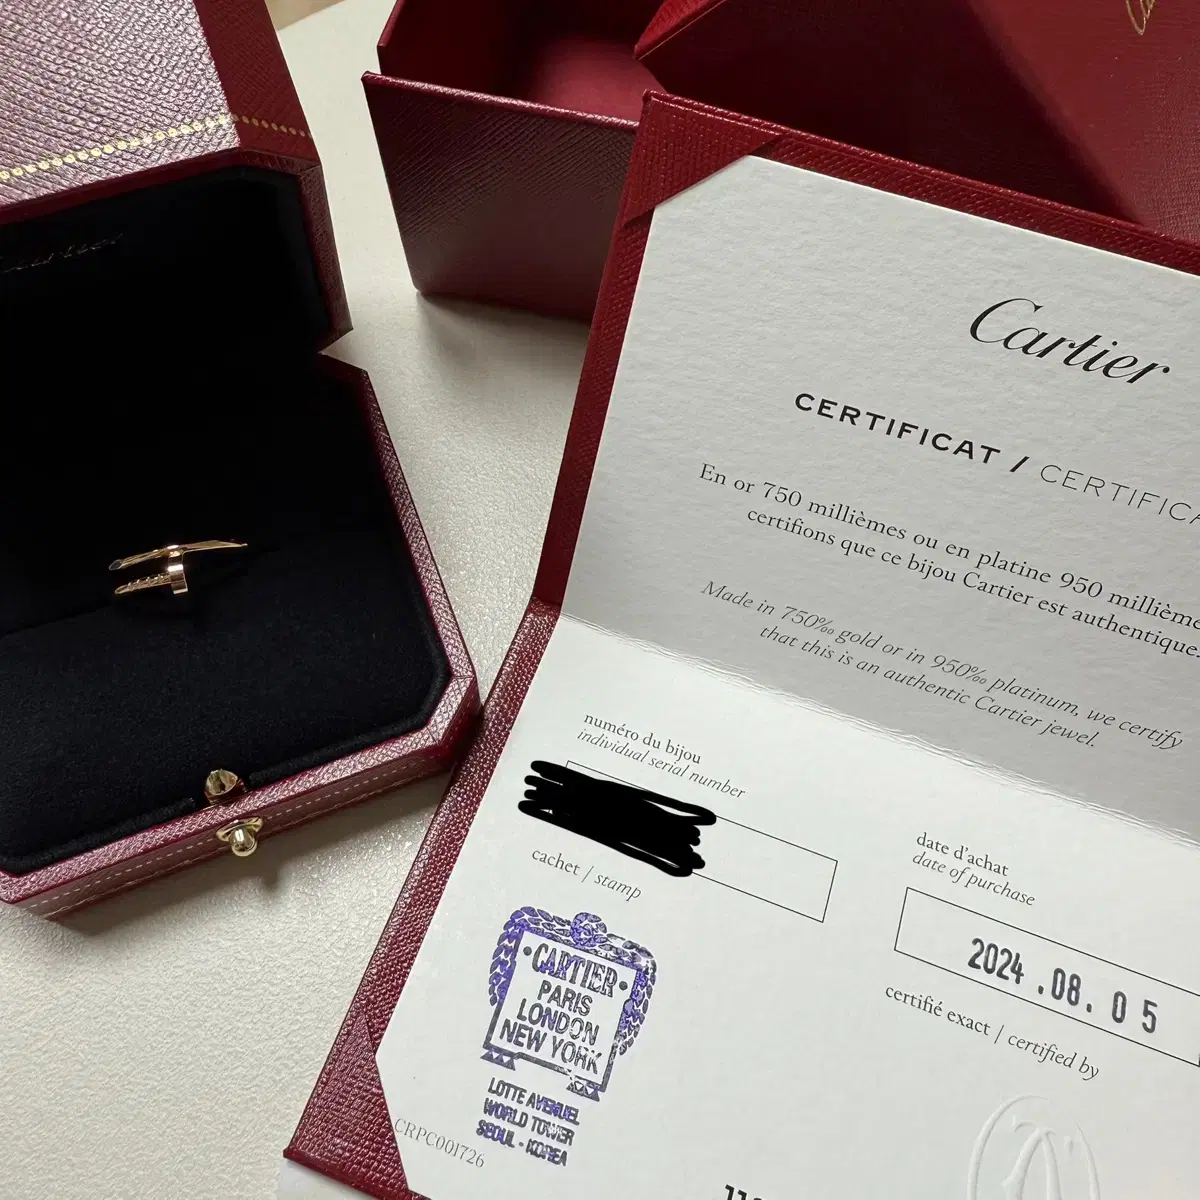 Cartier
CERTIFICAT / CERTIFICA
En or 750 millièmes ou en platine 950 millième
certifions que ce bijou Cartier est authentique.
Made in 750‰ gold or in 950‰ platinum, we certify
that this is an authentic Cartier jewel.
numéro du bijou
individual serial number
date d'achat
date of purchase
2024.08.05
cachet / stamp
certifié exact / certified by
CARTIER
PARIS
LONDON
NEW YORK
LOTTE AVENUEL
WORLD TOWER
SEOUL - KOREA
CRPC001726